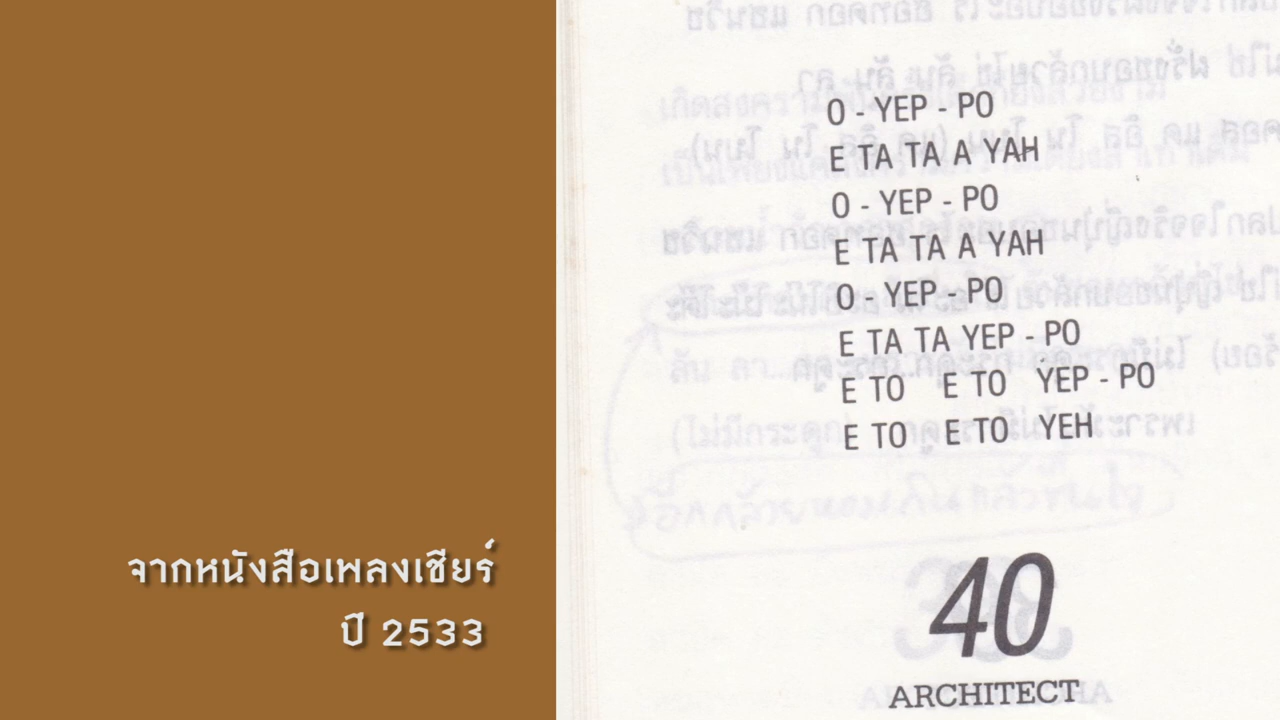 จากหนังสือเพลงเชียร์
ปี 2533
O - YEP - PO
E TA TA A YAH
O - YEP - PO
E TA TA A YAH
O - YEP - PO
E TA TA YEP - PO
E TO E TO YEP - PO
E TO E TO YEH
40
ARCHITECT